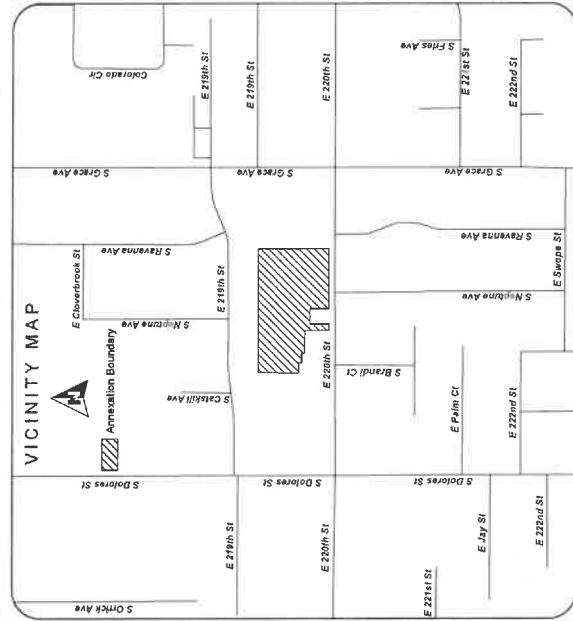 VICINITY MAP
N
Annexation Boundary
E Cloverbrook St
Colorado Cir
S Orrick Ave
S Dolores St
S Catskill Ave
S Neptune Ave
S Ravenna Ave
S Grace Ave
E 219th St
E 219th St
E 219th St
E 219th St
S Dolores St
S Grace Ave
E 220th St
E 220th St
E 220th St
S Brandi Ct
S Fries Ave
E 221st St
E Palm Ct
E 221st St
S Dolores St
S Neptune Ave
S Ravenna Ave
S Grace Ave
E Jay St
E 222nd St
E 222nd St
E 222nd St
E Swope St